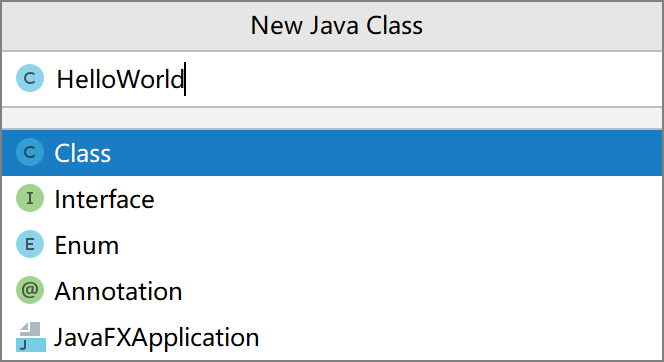 New Java Class
C HelloWorld
C Class
I Interface
E Enum
@ Annotation
J JavaFXApplication